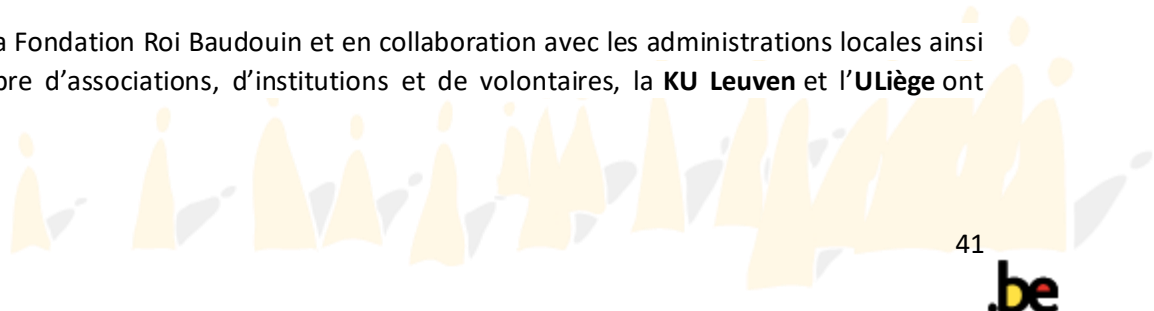 a Fondation Roi Baudouin et en collaboration avec les administrations locales ainsi
d'associations, d'institutions et de volontaires, la KU Leuven et l'ULiège ont
41
.be